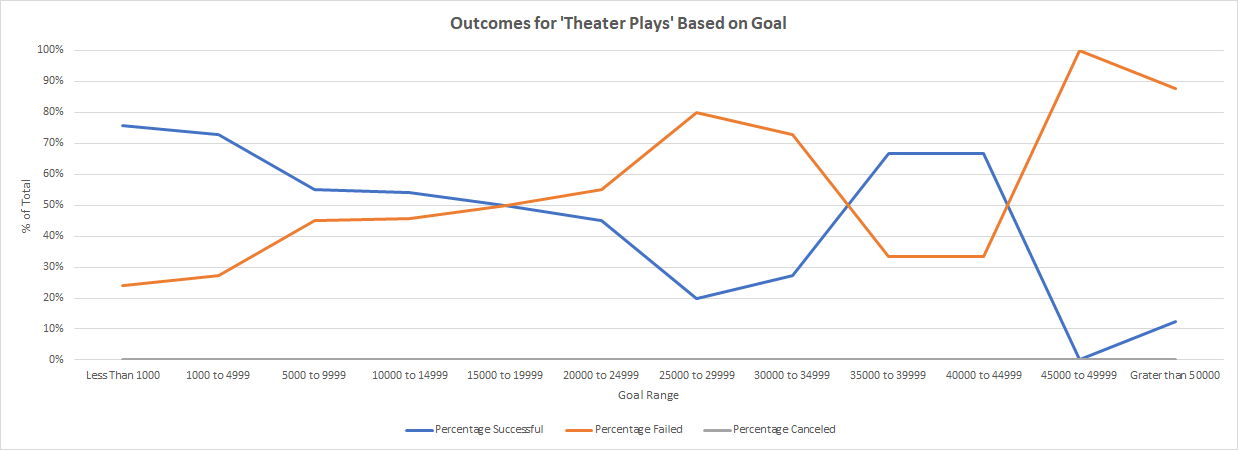 Outcomes for 'Theater Plays' Based on Goal
100%
90%
80%
70%
60%
50%
40%
30%
20%
10%
0%
% of Total
Less Than 1000 1000 to 4999 5000 to 9999 10000 to 14999 15000 to 19999 20000 to 24999 25000 to 29999 30000 to 34999 35000 to 39999 40000 to 44999 45000 to 49999 Grater than 50000
Goal Range
Percentage Successful Percentage Failed Percentage Canceled